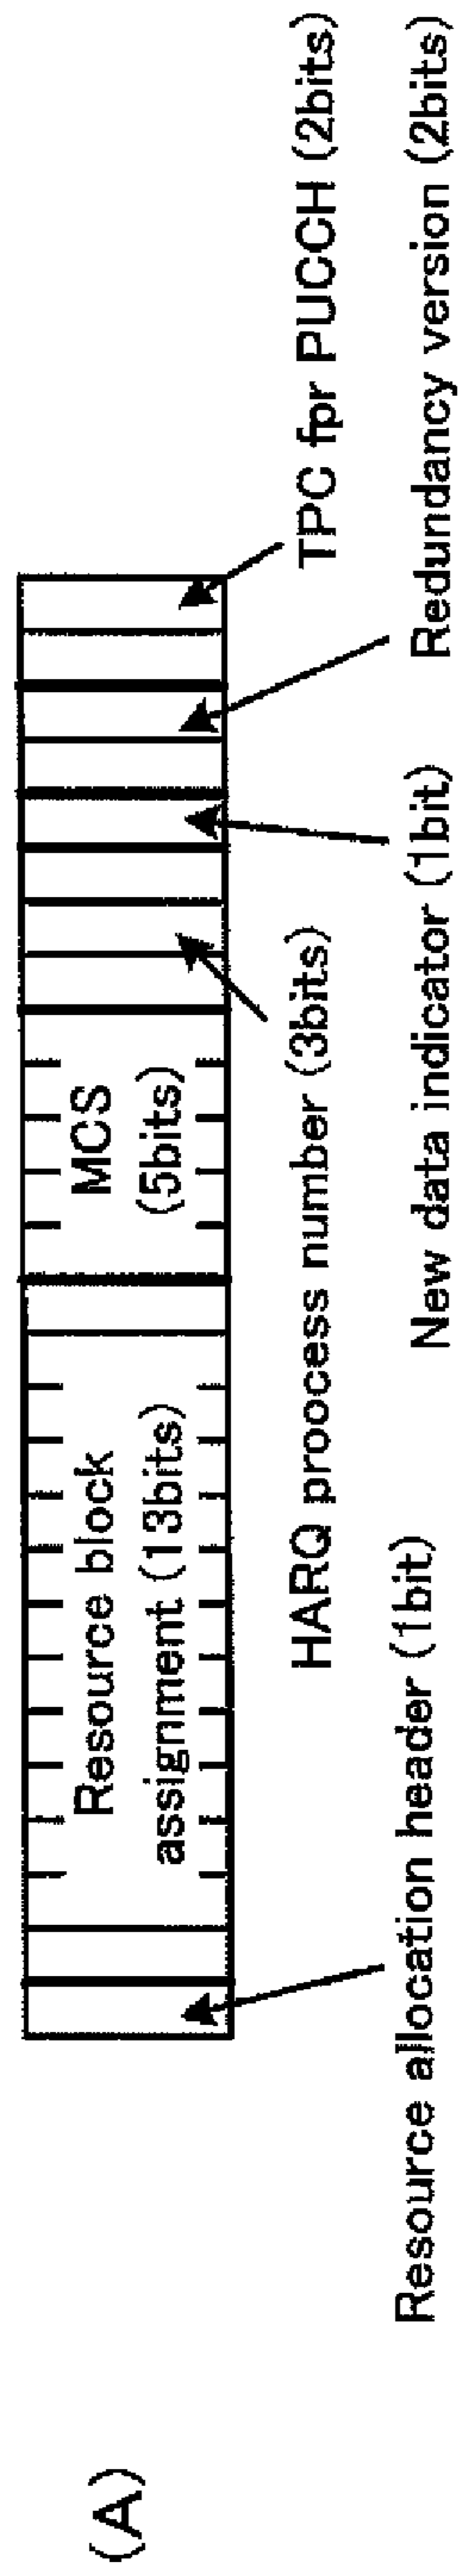 (A)
Resource block
assignment (13bits)
MCS
(5bits)
HARQ proocess number (3bits)
TPC fpr PUCCH (2bits)
Resource allocation header (1bit)
New data indicator (1bit)
Redundancy version (2bits)